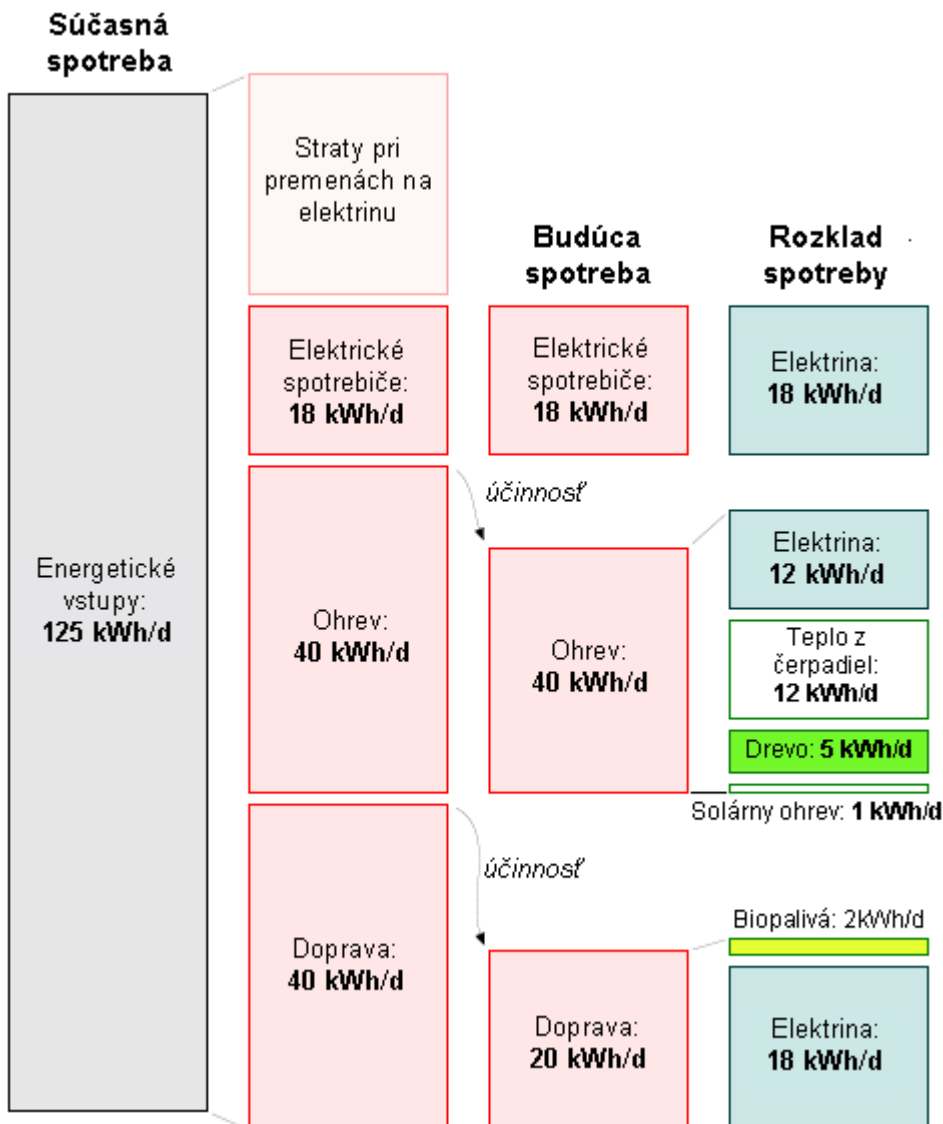 Súčasná
spotreba
Energetické
vstupy:
125 kWh/d
Straty pri
premenách na
elektrinu
Elektrické
spotrebiče:
18 kWh/d
Ohrev:
40 kWh/d
Doprava:
40 kWh/d
účinnosť
účinnosť
Budúca
spotreba
Elektrické
spotrebiče:
18 kWh/d
Ohrev:
40 kWh/d
Doprava:
20 kWh/d
Rozklad
spotreby
Elektrina:
18 kWh/d
Elektrina:
12 kWh/d
Teplo z
čerpadiel:
12 kWh/d
Drevo: 5 kWh/d
Solárny ohrev: 1 kWh/d
Biopalivá: 2kWh/d
Elektrina:
18 kWh/d